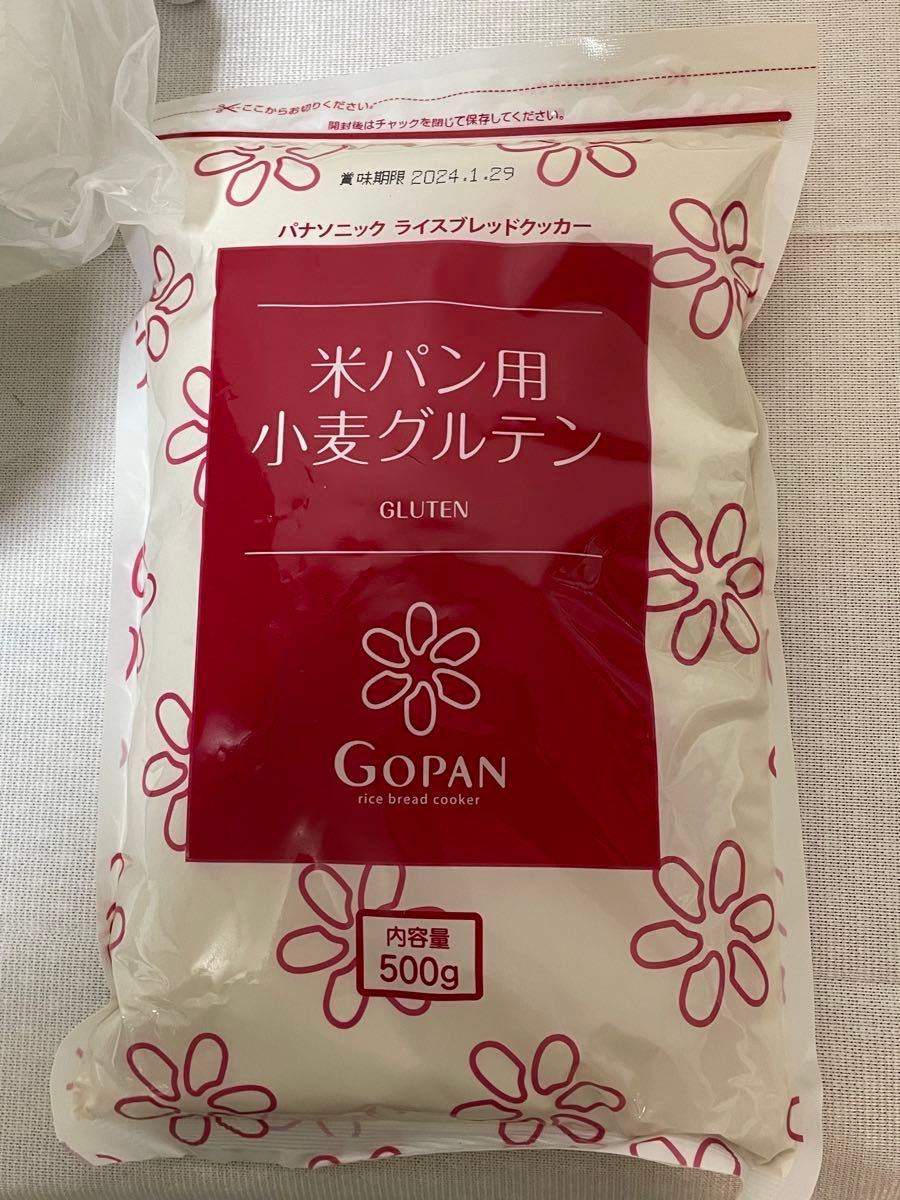 ここからお切りください。
開封後はチャックを閉じて保存してください。
賞味期限 2024.1.29
パナソニック ライスブレッドクッカー
米パン用
小麦グルテン
GLUTEN
GOPAN
rice bread cooker
内容量
500g